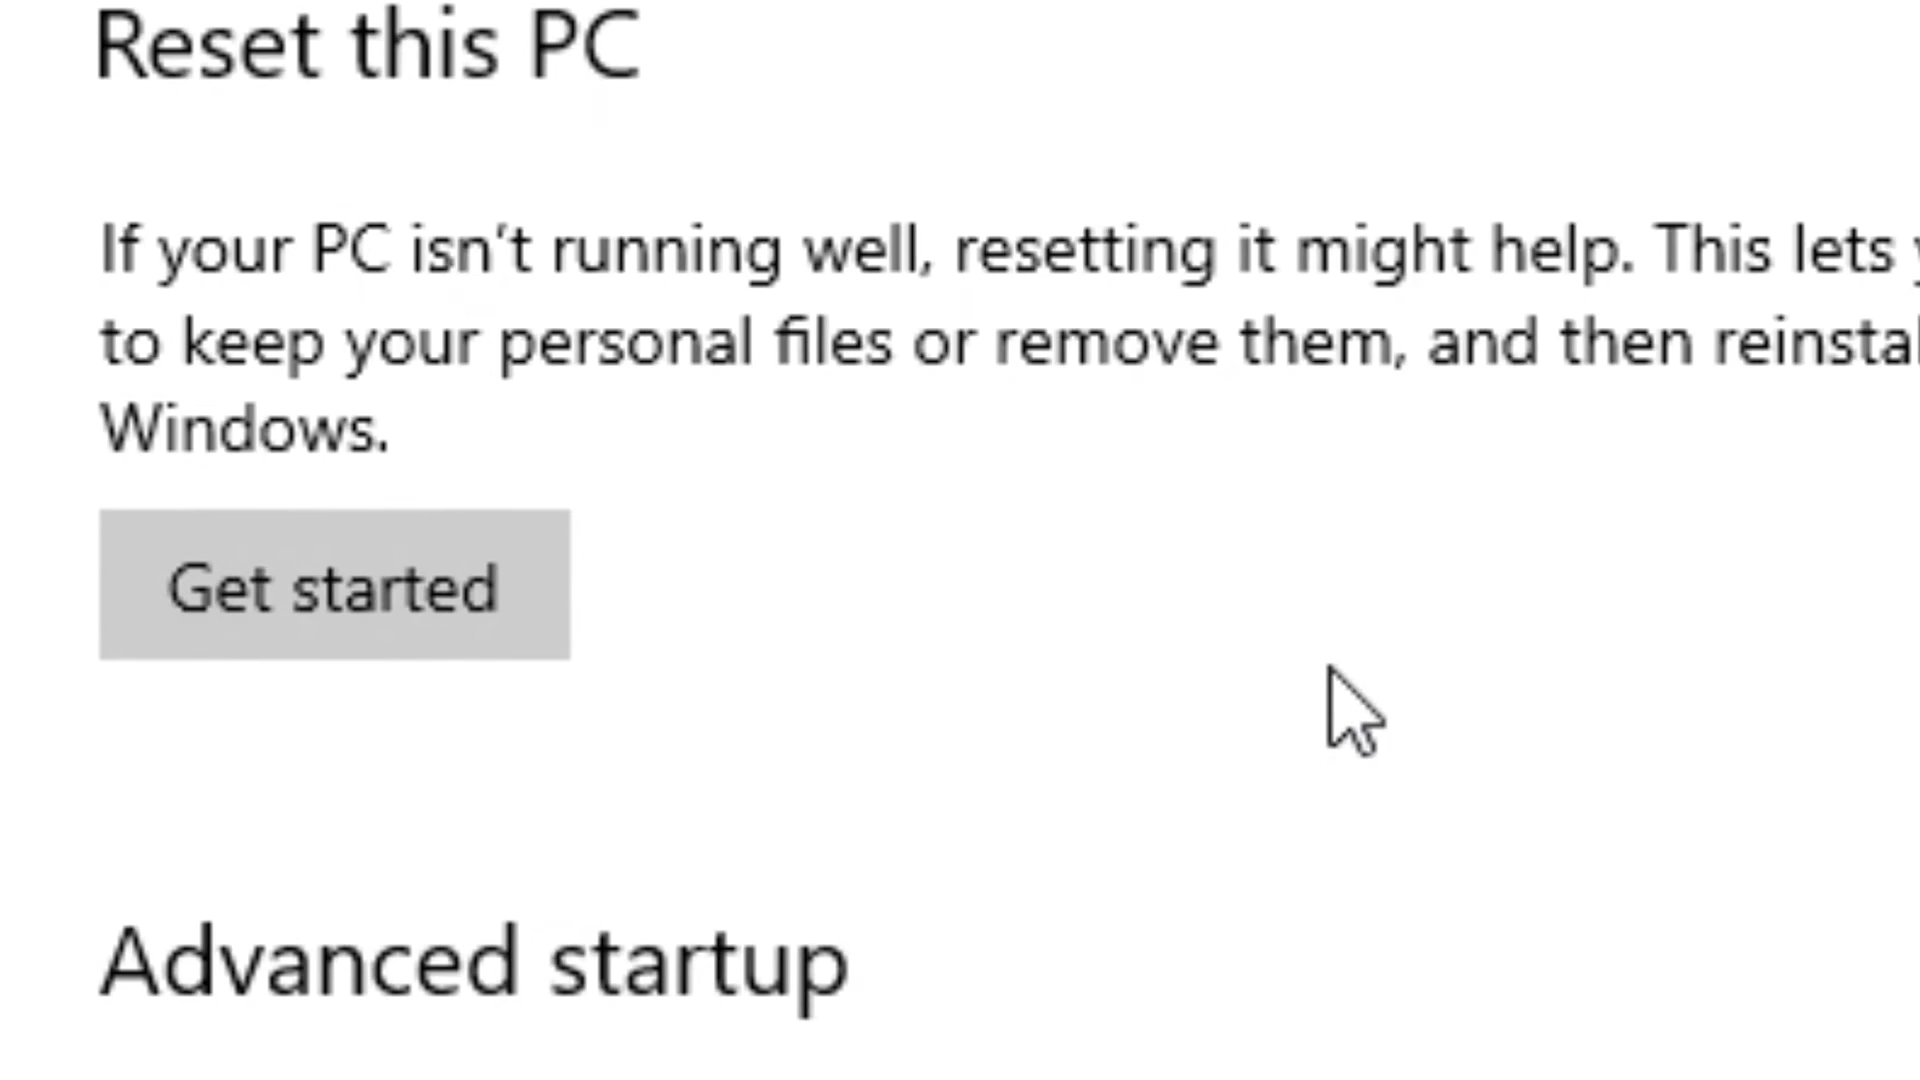 Reset this PC
If your PC isn't running well, resetting it might help. This lets
to keep your personal files or remove them, and then
Windows.
Get started
Advanced startup